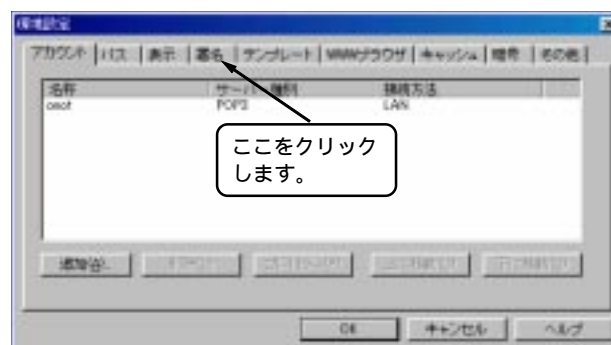 環境設定
アカウント パス 表示 署名 テンプレート WWWブラウザ キャッシュ 暗号 その他
名称 サーバー種別 接続方法
POP3 LAN
ここをクリック
します。
追加(A)...
OK キャンセル ヘルプ